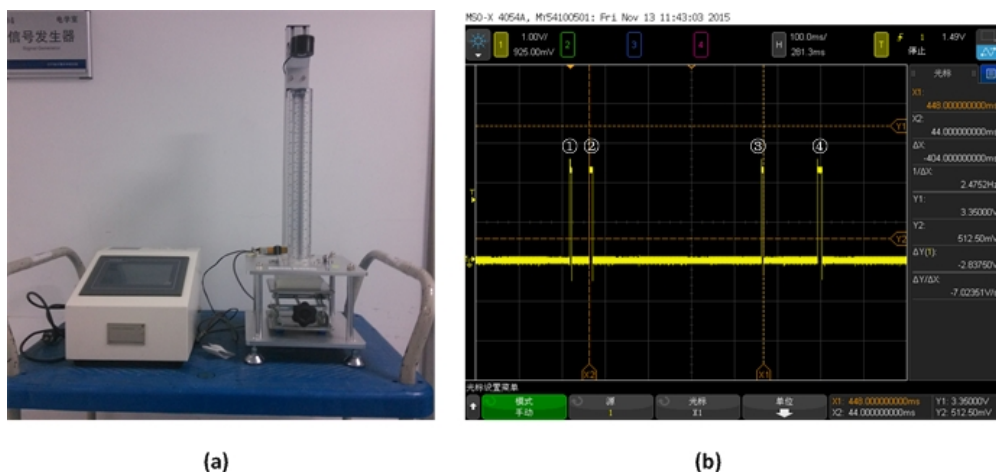 电学室
信号发生器
MSO-X 4054A, MY54100501: Fri Nov 13 11:43:03 2015
1 1.00V/ 925.00mV 2 3 4 H 100.0ms/ 281.3ms T 1 1.49V 停止
光标
X1:
448.000000000ms
X2:
44.000000000ms
ΔX:
-404.000000000ms
1/ΔX:
2.4752Hz
Y1:
3.35000V
Y2:
512.50mV
ΔY(1):
-2.83750V
ΔY/ΔX:
① ② ③ ④
Y1
Y2
X2 X1
光标设置菜单
模式 手动
源 1
光标 X1
单位
X1: 448.000000000ms Y1: 3.35000V
X2: 44.000000000ms Y2: 512.50mV
(a) (b)